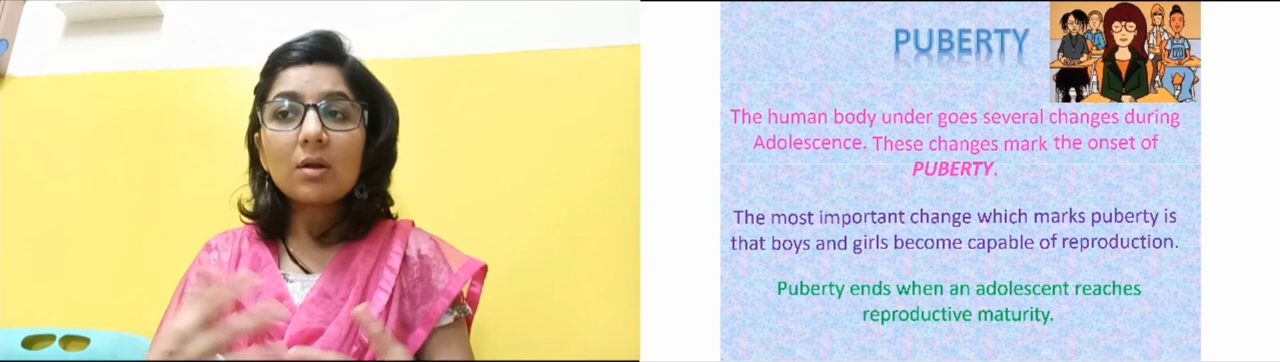 PUBERTY
The human body under goes several changes during
Adolescence. These changes mark the onset of
PUBERTY.
The most important change which marks puberty is
that boys and girls become capable of reproduction.
Puberty ends when an adolescent reaches
reproductive maturity.